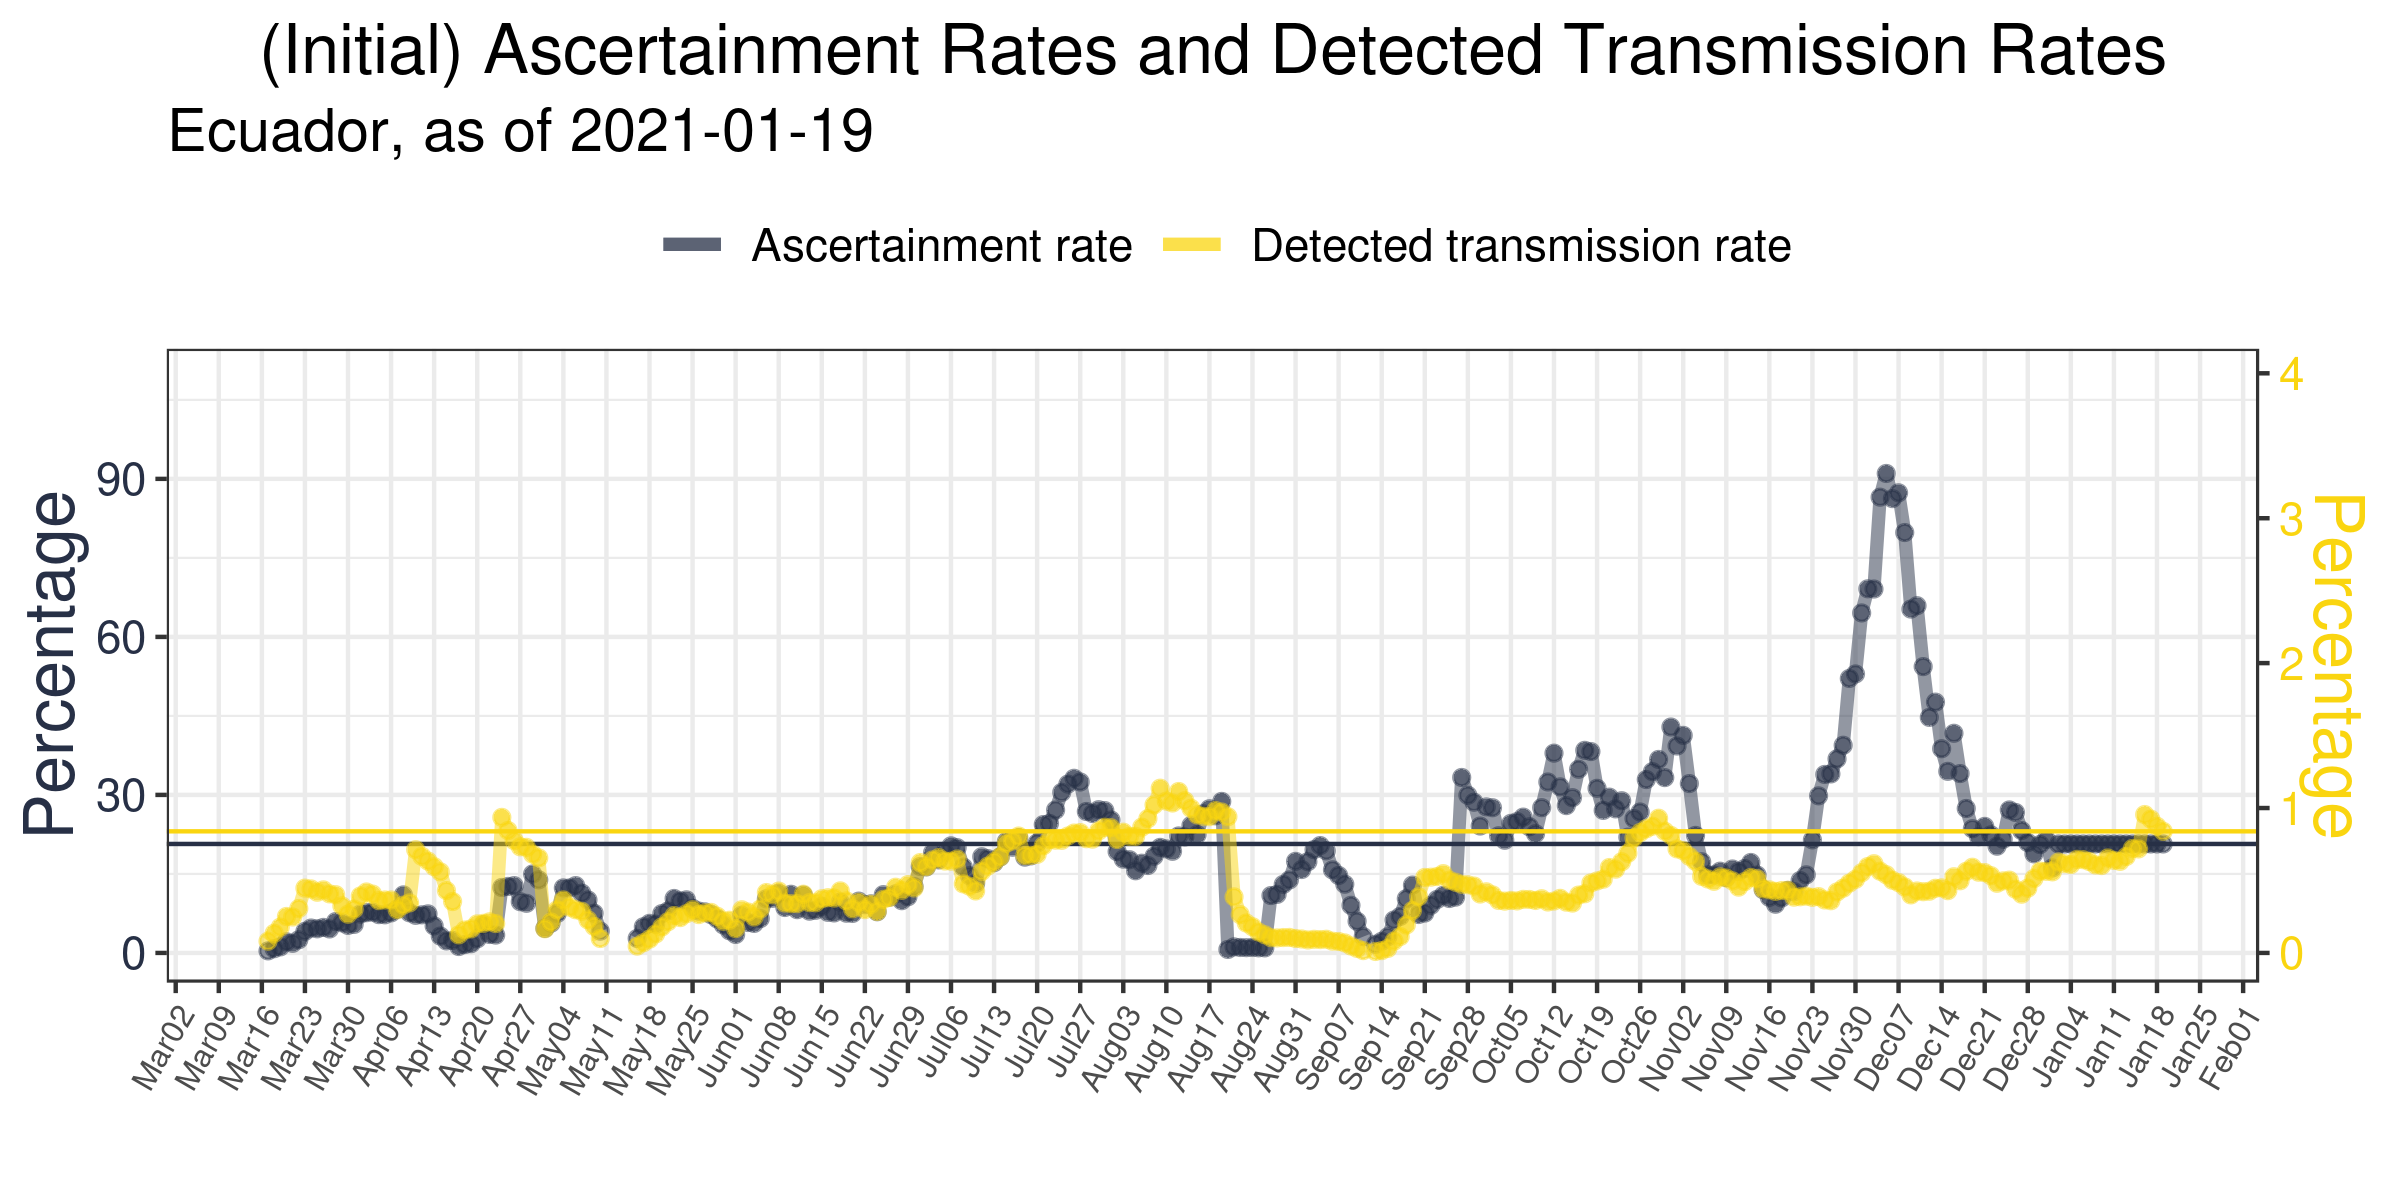 (Initial) Ascertainment Rates and Detected Transmission Rates
Ecuador, as of 2021-01-19
Ascertainment rate Detected transmission rate
Percentage
90
60
30
0
4
3
2
1
0
Percentage
Mar02 Mar09 Mar16 Mar23 Mar30 Apr06 Apr13 Apr20 Apr27 May04 May11 May18 May25 Jun01 Jun08 Jun15 Jun22 Jun29 Jul06 Jul13 Jul20 Jul27 Aug03 Aug10 Aug17 Aug24 Aug31 Sep07 Sep14 Sep21 Sep28 Oct05 Oct12 Oct19 Oct26 Nov02 Nov09 Nov16 Nov23 Nov30 Dec07 Dec14 Dec21 Dec28 Jan04 Jan11 Jan18 Jan25 Feb01